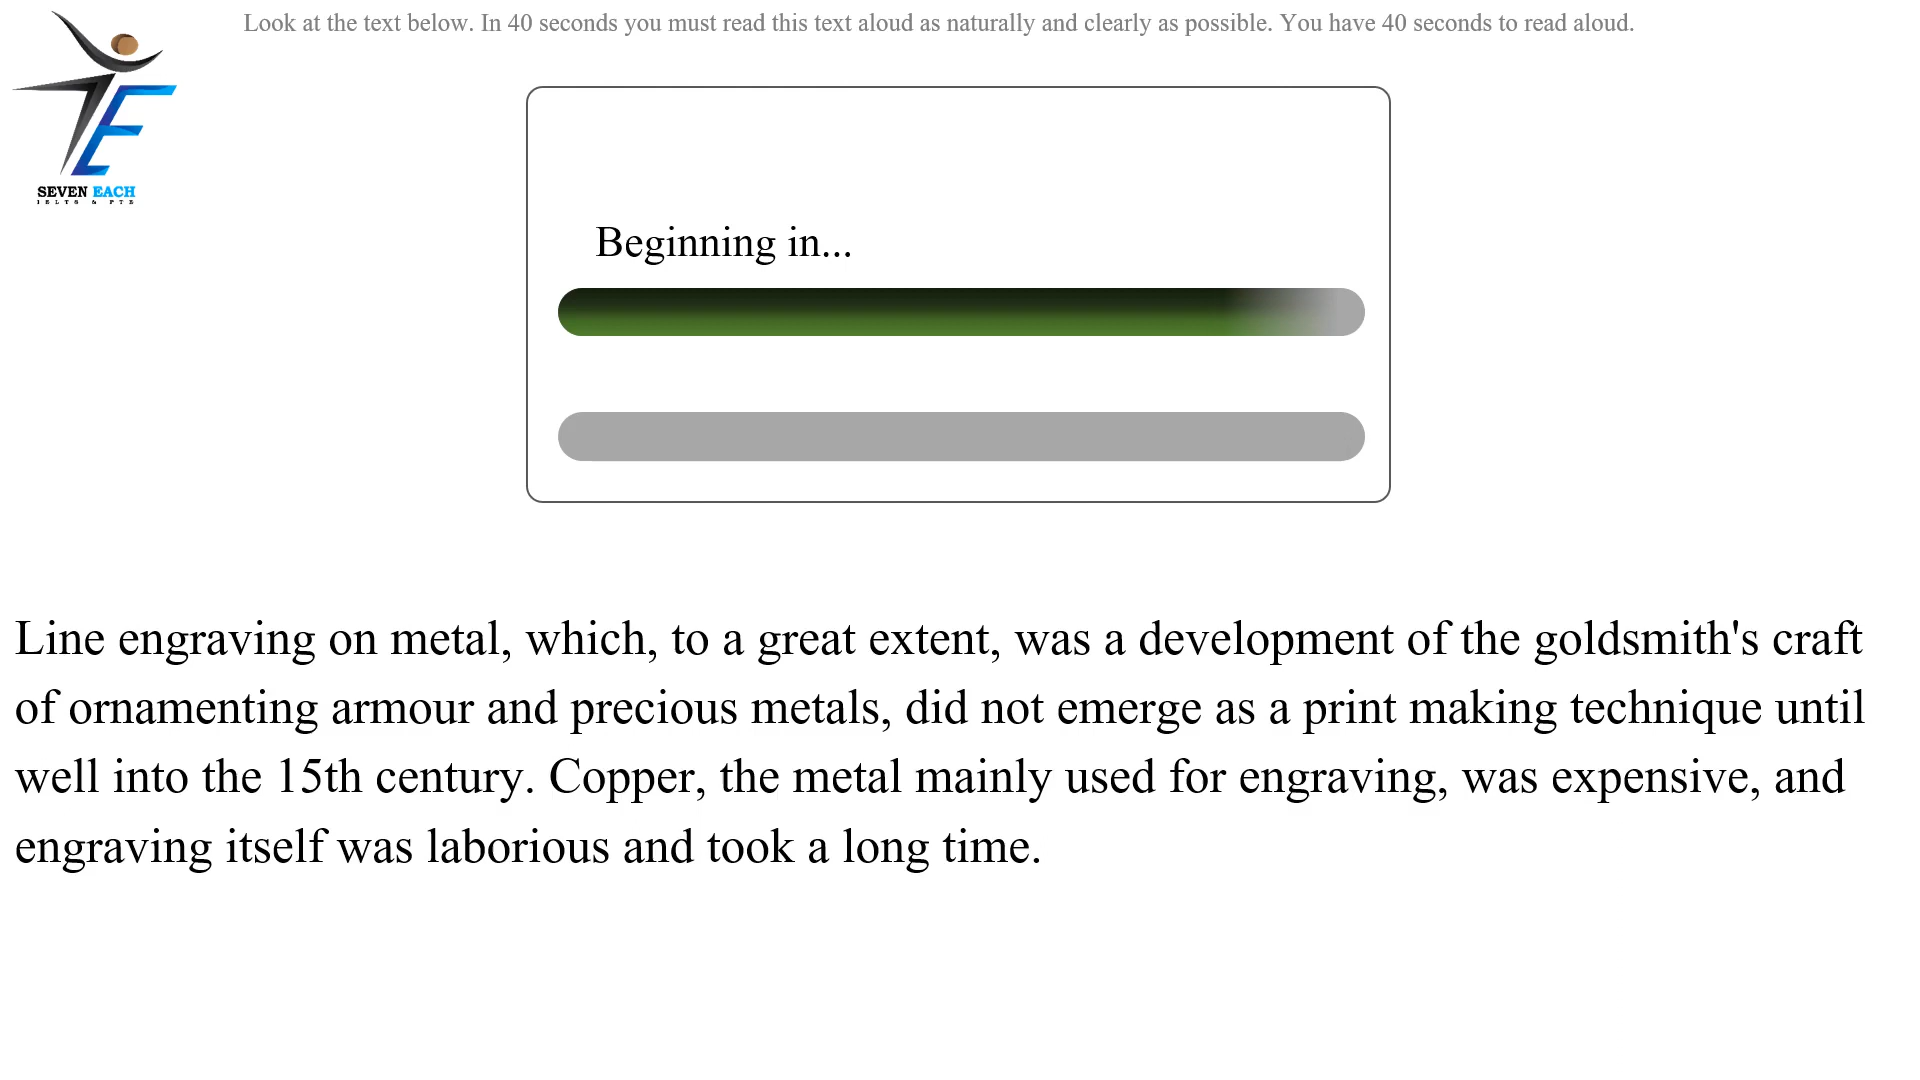 Look at the text below. In 40 seconds you must read this text aloud as naturally and clearly as possible. You have 40 seconds to read aloud.
SEVEN EACH
IELTS & PTE
Beginning in...
Line engraving on metal, which, to a great extent, was a development of the goldsmith's craft
of ornamenting armour and precious metals, did not emerge as a print making technique until
well into the 15th century. Copper, the metal mainly used for engraving, was expensive, and
engraving itself was laborious and took a long time.